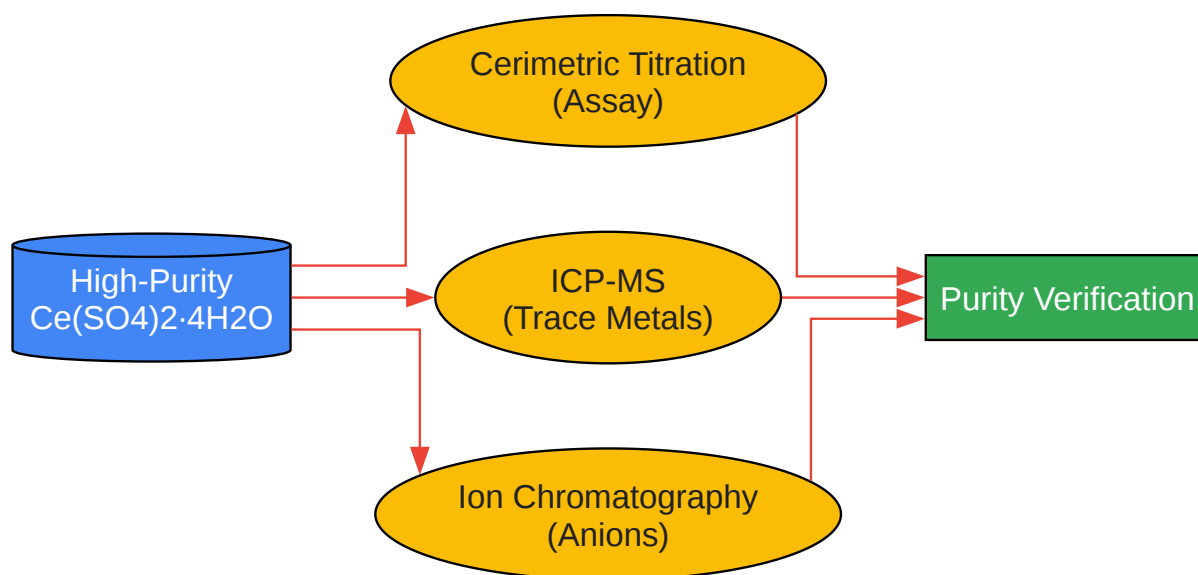 Cerimetric Titration
(Assay)
High-Purity
Ce(SO4)2·4H2O
ICP-MS
(Trace Metals)
Purity Verification
Ion Chromatography
(Anions)